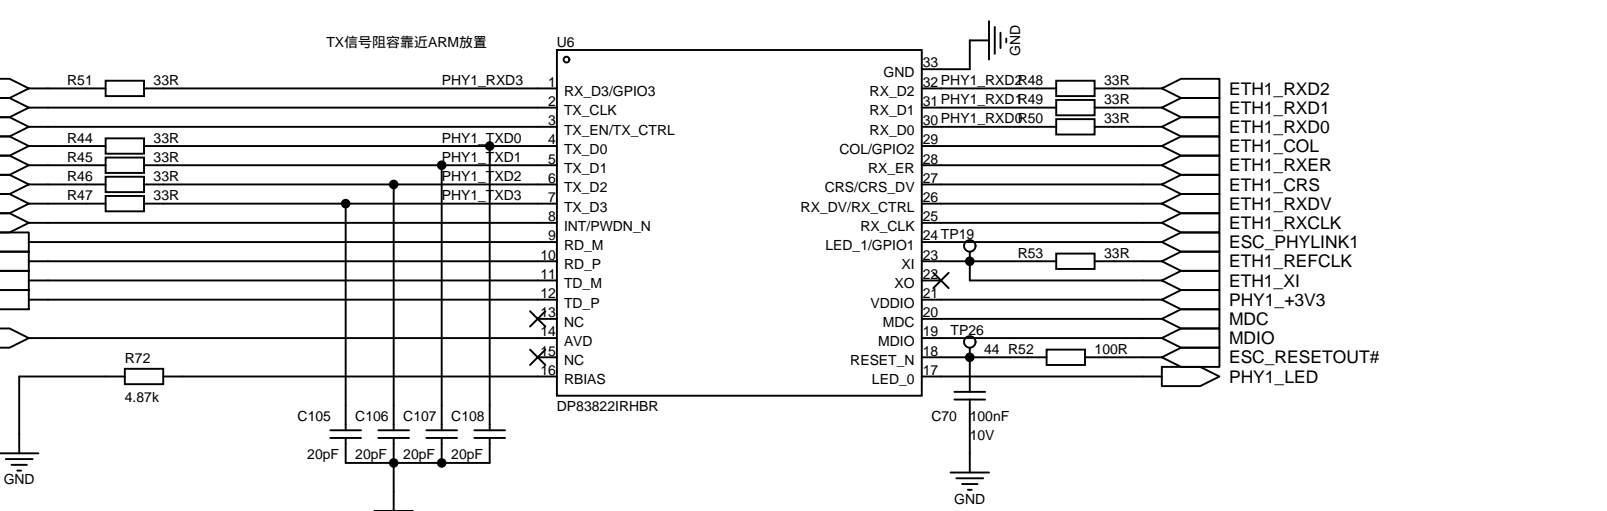 TX信号阻容靠近ARM放置
U6
GND
R51 33R PHY1_RXD3 1 RX_D3/GPIO3
2 TX_CLK
3 TX_EN/TX_CTRL
R44 33R PHY1_TXD0 4 TX_D0
R45 33R PHY1_TXD1 5 TX_D1
R46 33R PHY1_TXD2 6 TX_D2
R47 33R PHY1_TXD3 7 TX_D3
8 INT/PWDN_N
9 RD_M
10 RD_P
11 TD_M
12 TD_P
13 NC
14 AVD
15 NC
R72 4.87k 16 RBIAS
GND 33
RX_D2 32 PHY1_RXD2 R48 33R ETH1_RXD2
RX_D1 31 PHY1_RXD1 R49 33R ETH1_RXD1
RX_D0 30 PHY1_RXD0 R50 33R ETH1_RXD0
COL/GPIO2 29 ETH1_COL
RX_ER 28 ETH1_RXER
CRS/CRS_DV 27 ETH1_CRS
RX_DV/RX_CTRL 26 ETH1_RXDV
RX_CLK 25 ETH1_RXCLK
LED_1/GPIO1 24 TP19 ESC_PHYLINK1
XI 23 R53 33R ETH1_REFCLK
XO 22 ETH1_XI
VDDIO 21 PHY1_+3V3
MDC 20 MDC
MDIO 19 TP26 MDIO
RESET_N 18 44 R52 100R ESC_RESETOUT#
LED_0 17 PHY1_LED
DP83822IRHBR
C105 C106 C107 C108
20pF 20pF 20pF 20pF
C70 100nF
10V
GND
GND